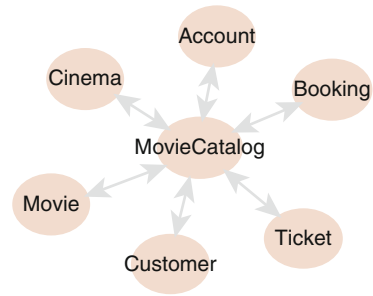 Account
Cinema
Booking
MovieCatalog
Movie
Ticket
Customer